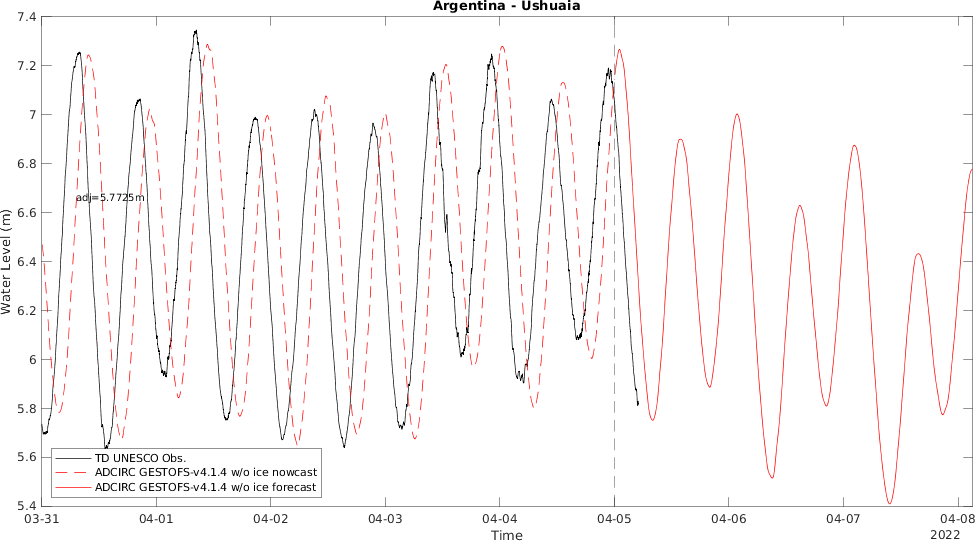 Argentina - Ushuaia
7.4
7.2
7
6.8
6.6
6.4
6.2
6
5.8
5.6
5.4
Water Level (m)
adj=5.7725m
TD UNESCO Obs.
ADCIRC GESTOFS-v4.1.4 w/o ice nowcast
ADCIRC GESTOFS-v4.1.4 w/o ice forecast
03-31 04-01 04-02 04-03 04-04 04-05 04-06 04-07 04-08
Time
2022